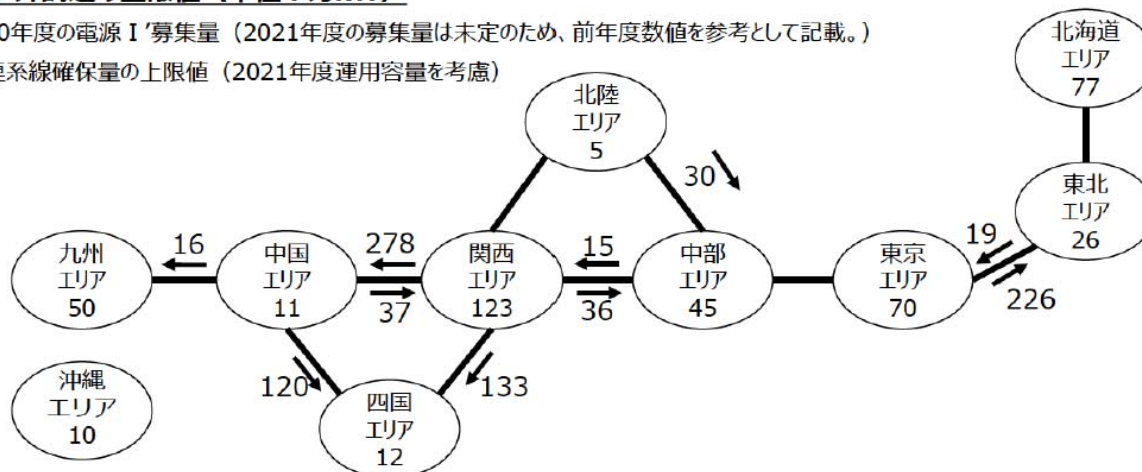 0年度の電源Ⅰ´募集量（2021年度の募集量は未定のため、前年度数値を参考として記載。）
連系線確保量の上限値（2021年度運用容量を考慮）
北海道
エリア
77
北陸
エリア
5
30
東北
エリア
26
九州
エリア
50
16
中国
エリア
11
278
37
関西
エリア
123
15
36
中部
エリア
45
東京
エリア
70
19
226
沖縄
エリア
10
120
四国
エリア
12
133